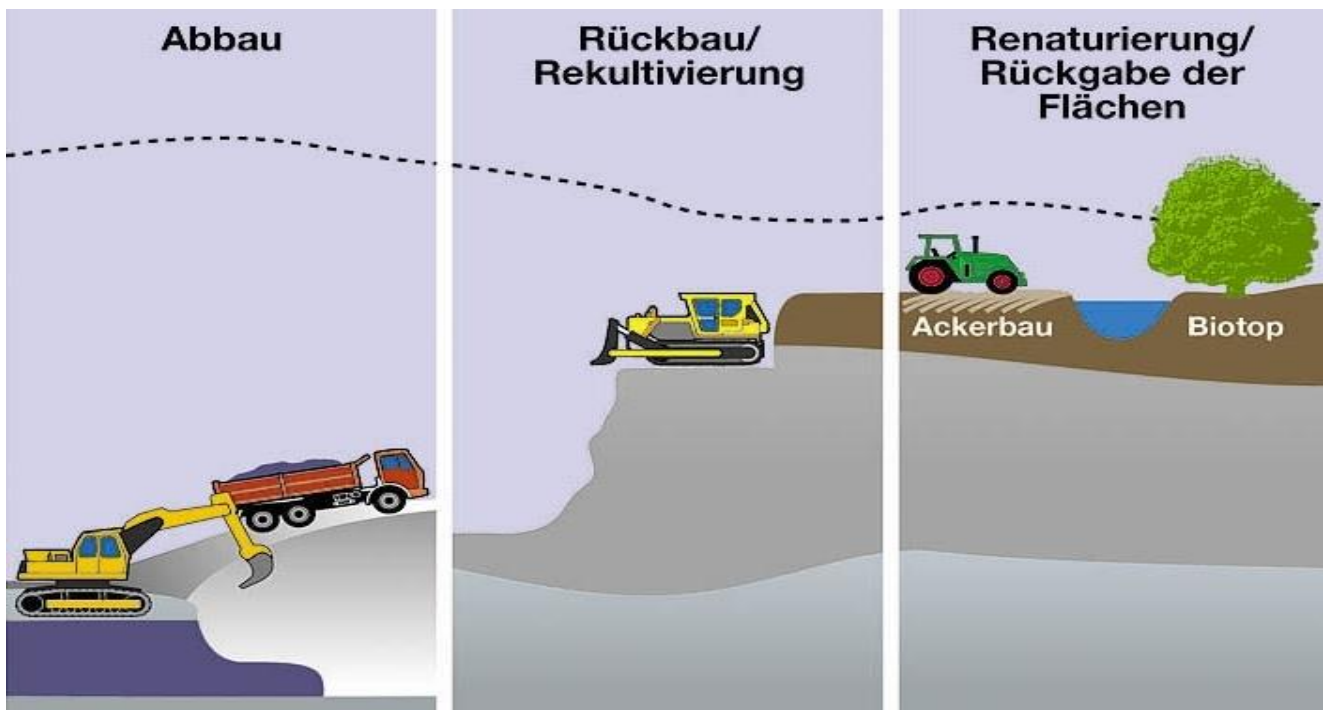 Abbau
Rückbau/
Rekultivierung
Renaturierung/
Rückgabe der
Flächen
Ackerbau
Biotop